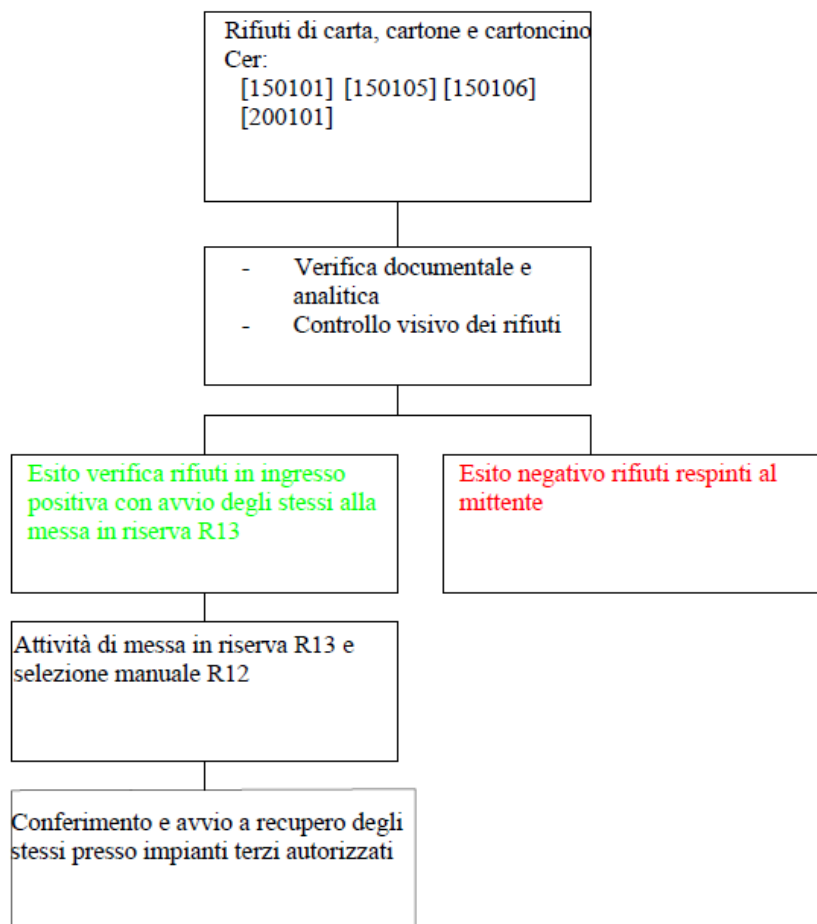 Rifiuti di carta, cartone e cartoncino
Cer:
[150101] [150105] [150106]
[200101]
- Verifica documentale e
analitica
- Controllo visivo dei rifiuti
Esito verifica rifiuti in ingresso
positiva con avvio degli stessi alla
messa in riserva R13
Esito negativo rifiuti respinti al
mittente
Attività di messa in riserva R13 e
selezione manuale R12
Conferimento e avvio a recupero degli
stessi presso impianti terzi autorizzati